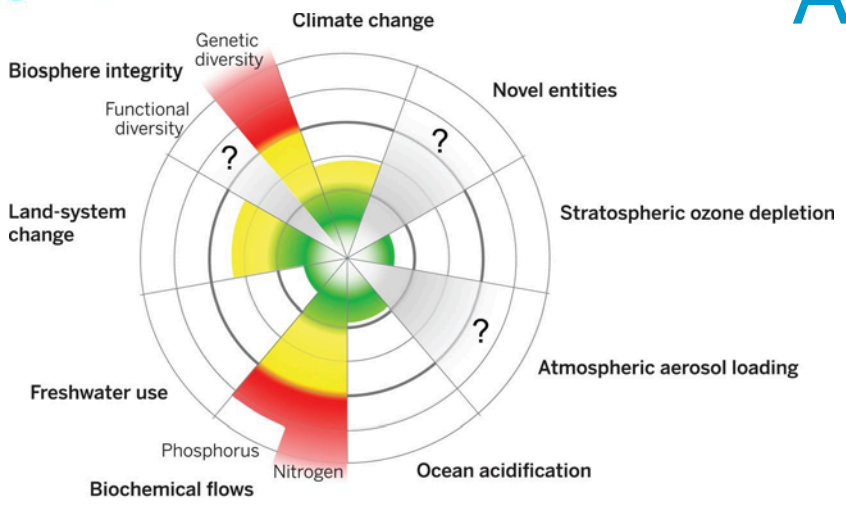 A
Climate change
Genetic
diversity
Biosphere integrity
Novel entities
Functional
diversity
?
?
Land-system
change
Stratospheric ozone depletion
?
Atmospheric aerosol loading
Freshwater use
Phosphorus
Nitrogen
Ocean acidification
Biochemical flows